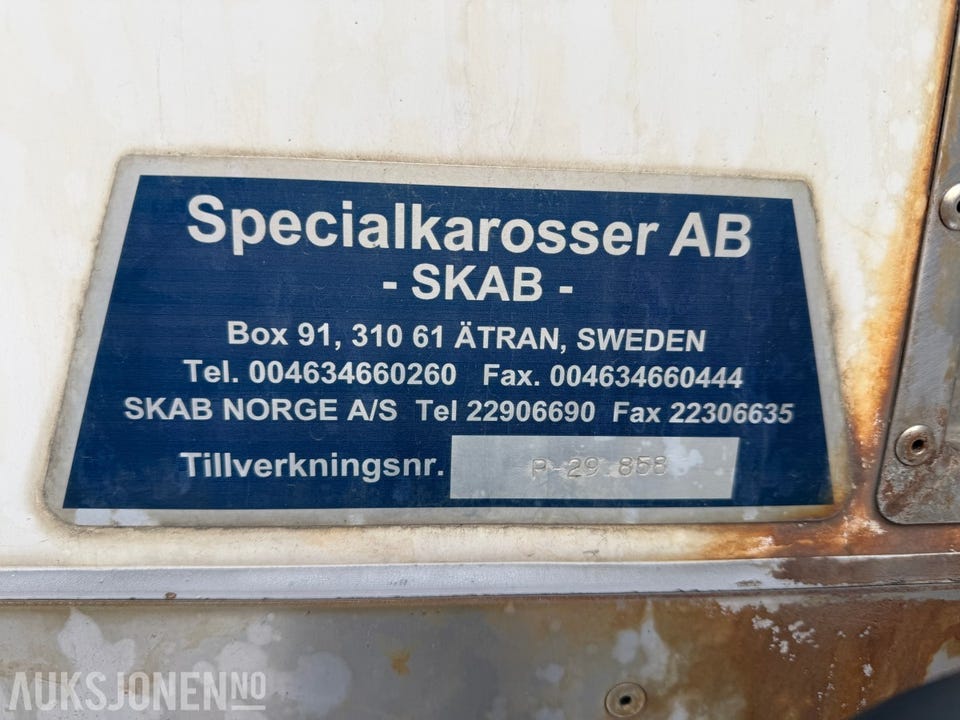 Specialkarosser AB
- SKAB -
Box 91, 310 61 ÄTRAN, SWEDEN
Tel. 004634660260 Fax. 004634660444
SKAB NORGE A/S Tel 22906690 Fax 22306635
Tillverkningsnr. P-29 858
AUKSJONEN.NO